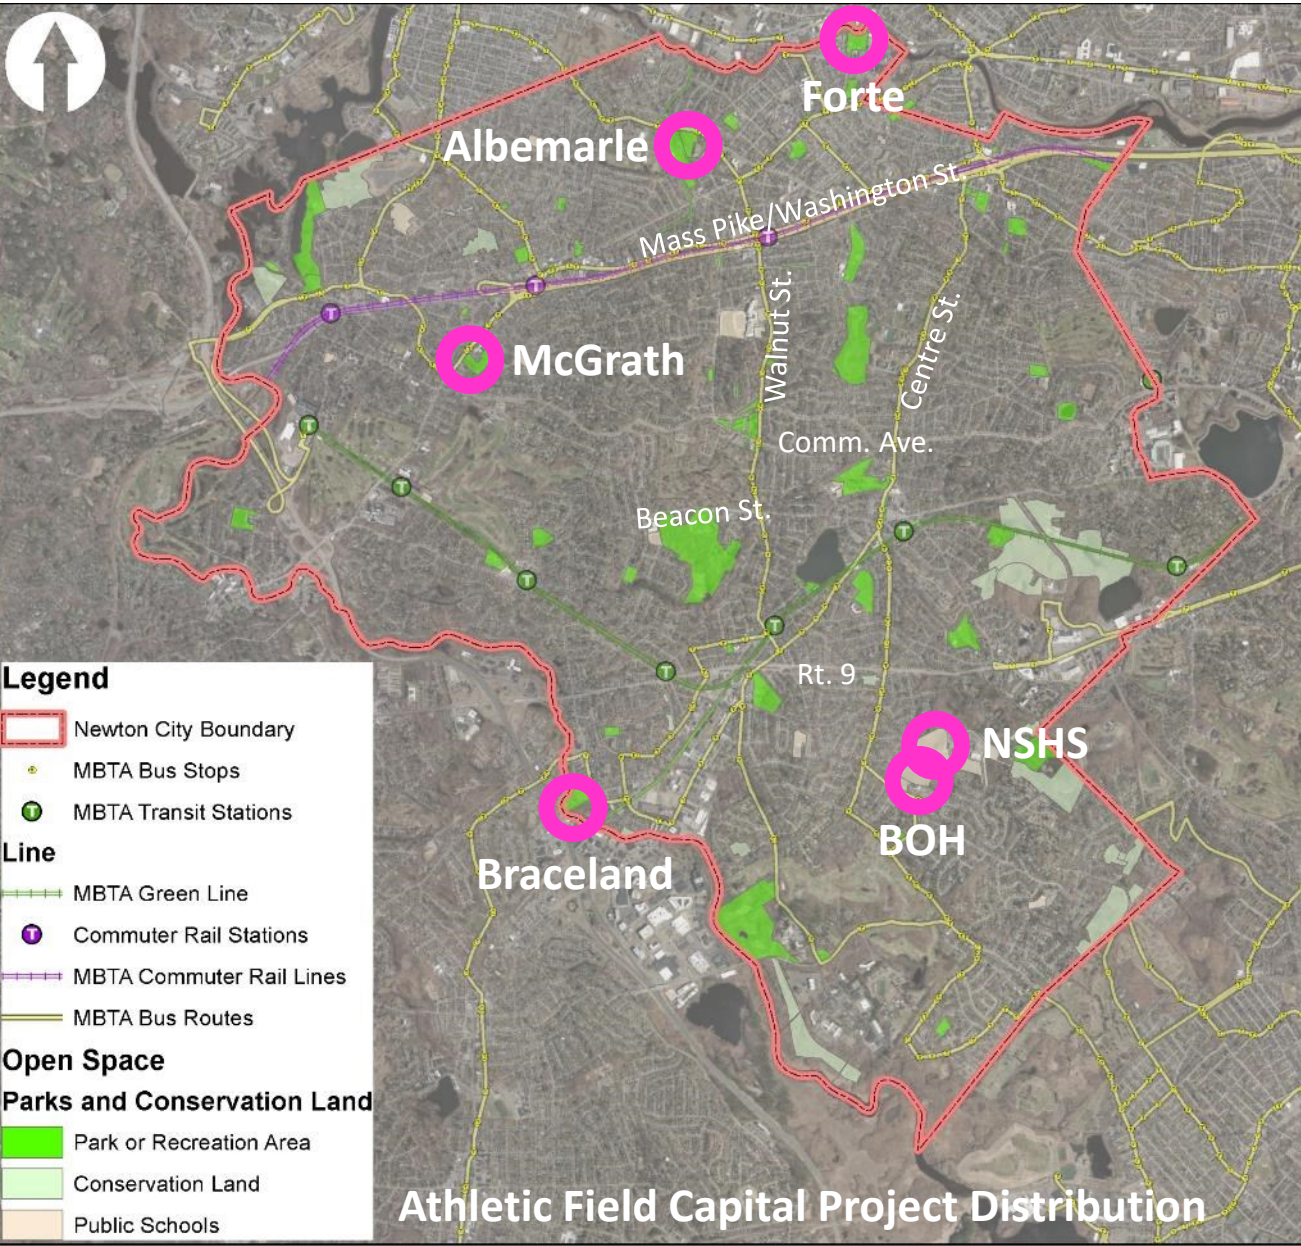 Forte
Albemarle
Mass Pike/Washington St.
McGrath
Walnut St.
Centre St.
Comm. Ave.
Beacon St.
Rt. 9
NSHS
BOH
Braceland
T
T
T
T
T
T
T
T
T
T
Legend
Newton City Boundary
MBTA Bus Stops
T MBTA Transit Stations
Line
MBTA Green Line
T Commuter Rail Stations
MBTA Commuter Rail Lines
MBTA Bus Routes
Open Space
Parks and Conservation Land
Park or Recreation Area
Conservation Land
Public Schools
Athletic Field Capital Project Distribution